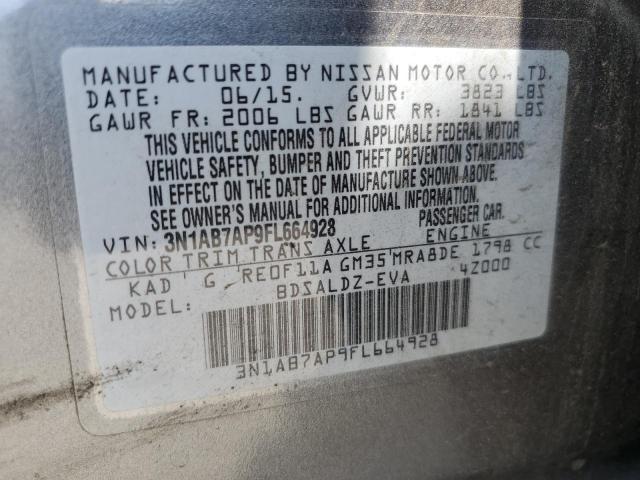 MANUFACTURED BY NISSAN MOTOR CO., LTD.
DATE: 06/15. GVWR: 3823 LBS
GAWR FR: 2006 LBS GAWR RR: 1841 LBS
THIS VEHICLE CONFORMS TO ALL APPLICABLE FEDERAL MOTOR
VEHICLE SAFETY, BUMPER AND THEFT PREVENTION STANDARDS
IN EFFECT ON THE DATE OF MANUFACTURE SHOWN ABOVE.
SEE OWNER'S MANUAL FOR ADDITIONAL INFORMATION.
VIN: 3N1AB7AP9FL664928 PASSENGER CAR.
COLOR TRIM TRANS AXLE ENGINE
KAD G RE0F11A GM35 MRA8DE 1798 CC
BDSALDZ-EVA 4Z000
3N1AB7AP9FL664928